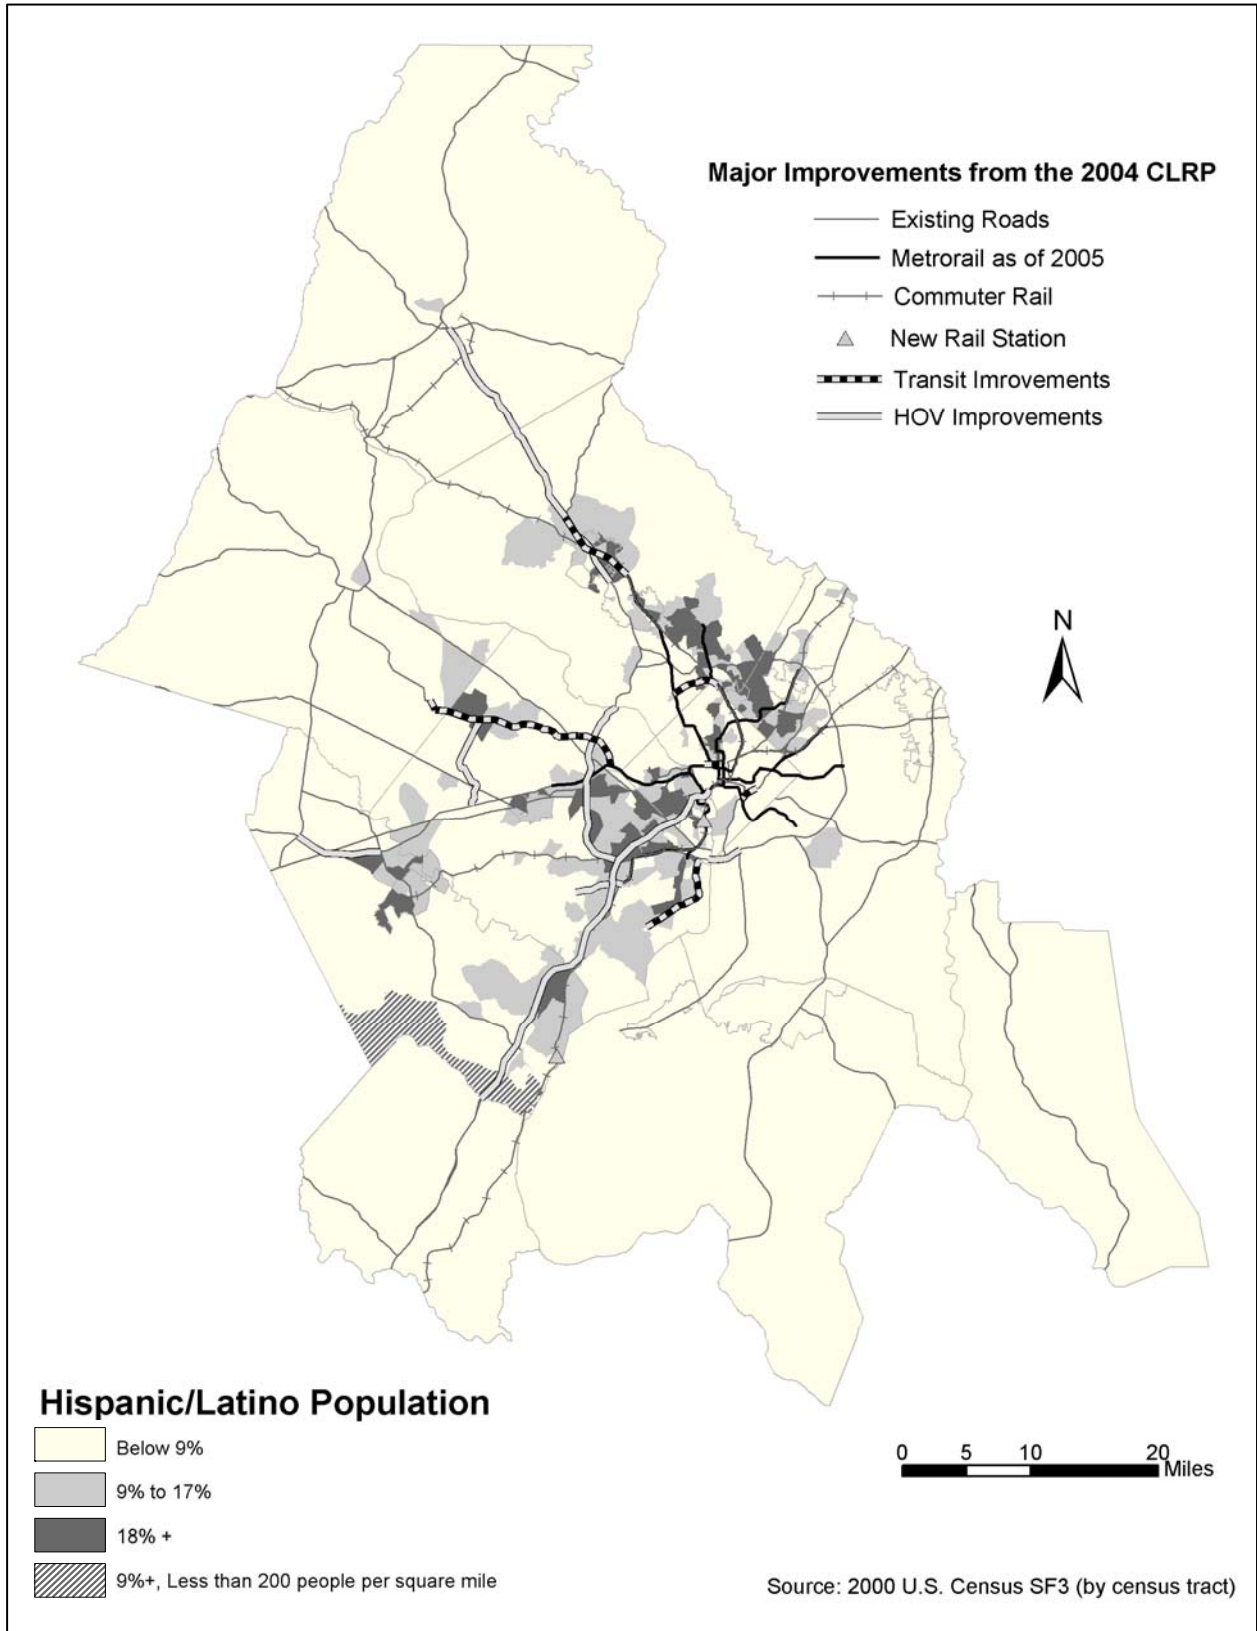 Major Improvements from the 2004 CLRP
Existing Roads
Metrorail as of 2005
Commuter Rail
New Rail Station
Transit Imrovements
HOV Improvements
N
Hispanic/Latino Population
Below 9%
9% to 17%
18% +
9%+, Less than 200 people per square mile
0 5 10 20
Miles
Source: 2000 U.S. Census SF3 (by census tract)